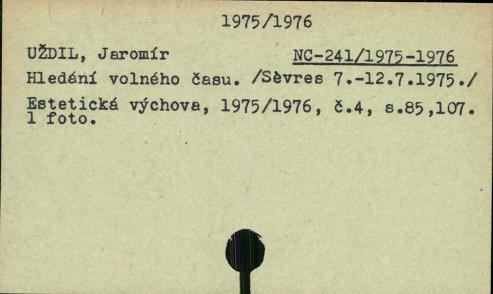 1975/1976
UŽDIL, Jaromír NC-241/1975-1976
Hledání volného času. /Sèvres 7.-12.7.1975./
Estetická výchova, 1975/1976, č.4, s.85,107.
1 foto.